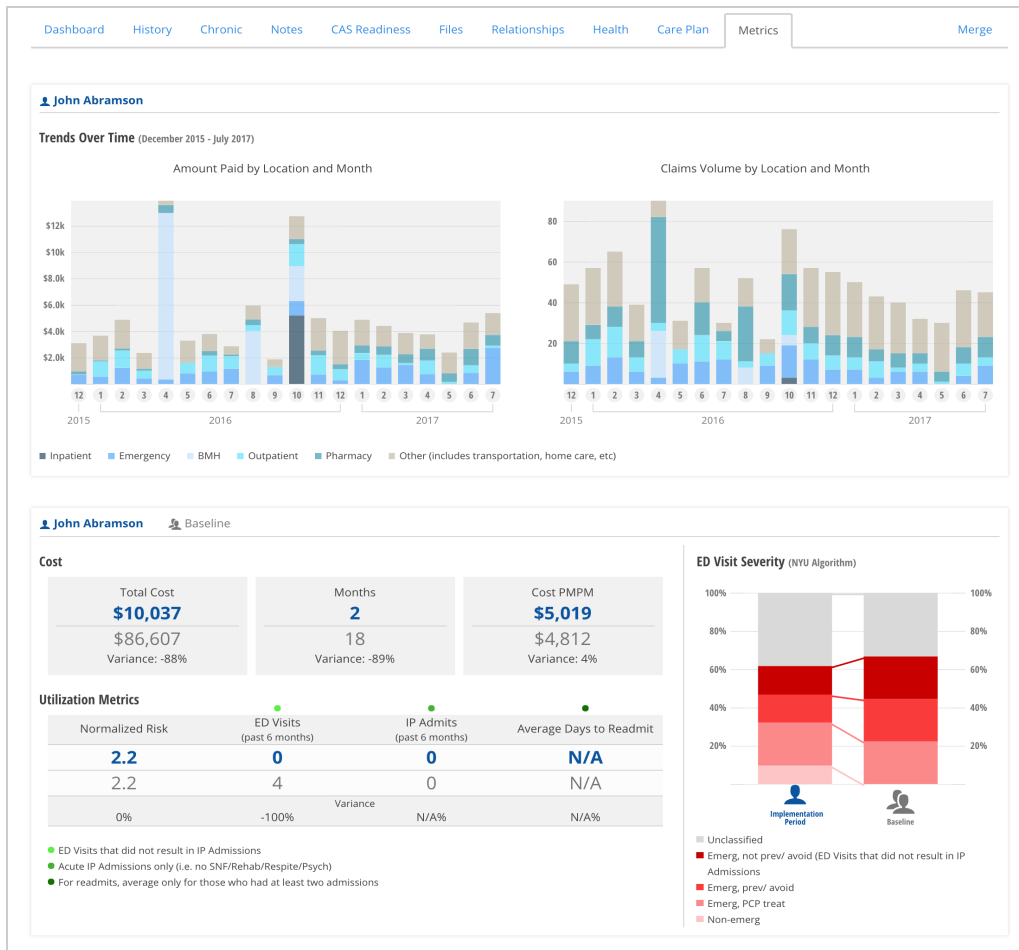 Dashboard History Chronic Notes CAS Readiness Files Relationships Health Care Plan Metrics Merge
John Abramson
Trends Over Time (December 2015 - July 2017)
Amount Paid by Location and Month
$12k
$10k
$8.0k
$6.0k
$4.0k
$2.0k
12 1 2 3 4 5 6 7 8 9 10 11 12 1 2 3 4 5 6 7
2015 2016 2017
Claims Volume by Location and Month
80
60
40
20
12 1 2 3 4 5 6 7 8 9 10 11 12 1 2 3 4 5 6 7
2015 2016 2017
Inpatient Emergency BMH Outpatient Pharmacy Other (includes transportation, home care, etc)
John Abramson Baseline
Cost
Total Cost
$10,037
$86,607
Variance: -88%
Months
2
18
Variance: -89%
Cost PMPM
$5,019
$4,812
Variance: 4%
Utilization Metrics
Normalized Risk ED Visits IP Admits Average Days to Readmit
(past 6 months) (past 6 months)
2.2 0 0 N/A
2.2 4 0 N/A
Variance
0% -100% N/A% N/A%
ED Visits that did not result in IP Admissions
Acute IP Admissions only (i.e. no SNF/Rehab/Respite/Psych)
For readmits, average only for those who had at least two admissions
ED Visit Severity (NYU Algorithm)
100% 100%
80% 80%
60% 60%
40% 40%
20% 20%
Implementation
Period
Baseline
Unclassified
Emerg, not prev/ avoid (ED Visits that did not result in IP
Admissions
Emerg, prev/ avoid
Emerg, PCP treat
Non-emerg